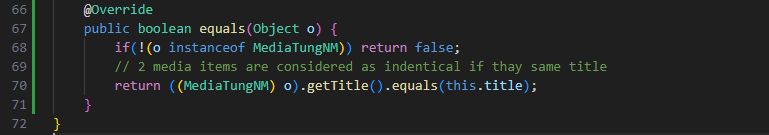 66 @Override
67 public boolean equals(Object o) {
68 if(!(o instanceof MediaTungNM)) return false;
69 // 2 media items are considered as indentical if thay same title
70 return ((MediaTungNM) o).getTitle().equals(this.title);
71 }
72 }